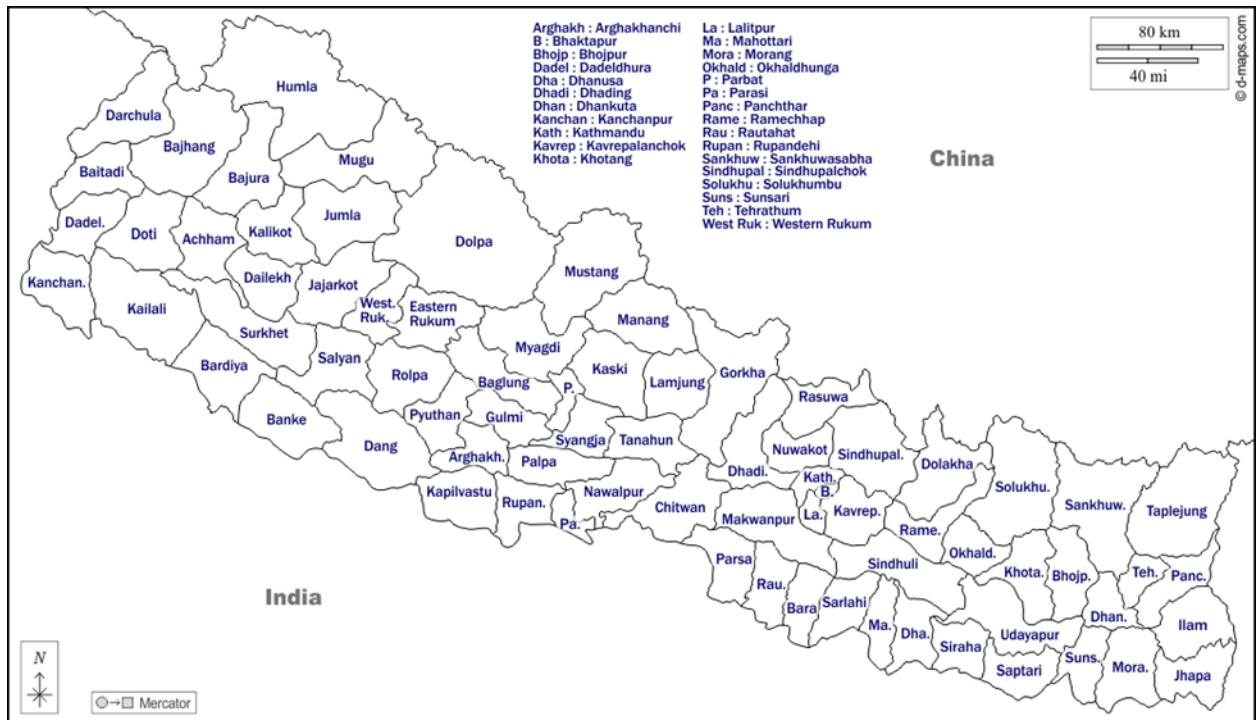 Arghakh : Arghakhanchi
B : Bhaktapur
Bhojp : Bhojpur
Dadel : Dadeldhura
Dha : Dhanusa
Dhadi : Dhading
Dhan : Dhankuta
Kanchan : Kanchanpur
Kath : Kathmandu
Kavrep : Kavrepalanchok
Khota : Khotang
La : Lalitpur
Ma : Mahottari
Mora : Morang
Okhald : Okhaldhunga
P : Parbat
Pa : Parasi
Panc : Panchthar
Rame : Ramechhap
Rau : Rautahat
Rupan : Rupandehi
Sankhuw : Sankhuwasabha
Sindhupal : Sindhupalchok
Solukhu : Solukhumbu
Suns : Sunsari
Teh : Tehrathum
West Ruk : Western Rukum
80 km
40 mi
© d-maps.com
China
India
Humla
Darchula
Bajhang
Baitadi
Bajura
Mugu
Dadel.
Doti
Achham
Kalikot
Jumla
Dolpa
Kanchan.
Kailali
Dailekh
Jajarkot
West.
Ruk.
Eastern
Rukum
Mustang
Manang
Surkhet
Bardiya
Salyan
Rolpa
Myagdi
Baglung
P.
Kaski
Lamjung
Gorkha
Rasuwa
Banke
Dang
Pyuthan
Gulmi
Arghakh.
Syangja
Tanahun
Palpa
Kapilvastu
Rupan.
Pa.
Nawalpur
Chitwan
Dhadi.
Nuwakot
Sindhupal.
Dolakha
Kath.
B.
La.
Kavrep.
Makwanpur
Rame.
Solukhu.
Sankhuw.
Taplejung
Okhald.
Khota.
Bhojp.
Teh.
Panc.
Dhan.
Ilam
Parsa
Rau.
Bara
Sarlahi
Sindhuli
Ma.
Dha.
Siraha
Udayapur
Saptari
Suns.
Mora.
Jhapa
N
Mercator